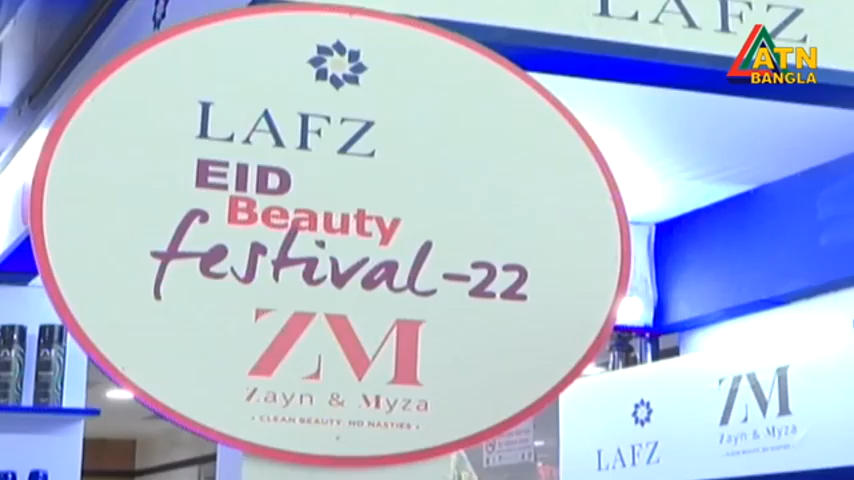 LAFZ
ATN
BANGLA
LAFZ
EID
Beauty
festival-22
ZM
Zayn & Myza
• CLEAN BEAUTY. NO NASTIES •
LAFZ
ZM
Zayn & Myza